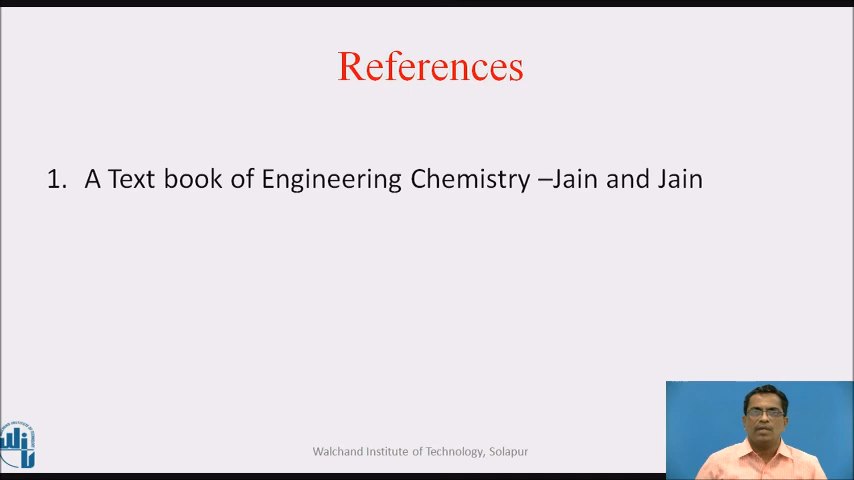 References
1. A Text book of Engineering Chemistry –Jain and Jain
Walchand Institute of Technology, Solapur